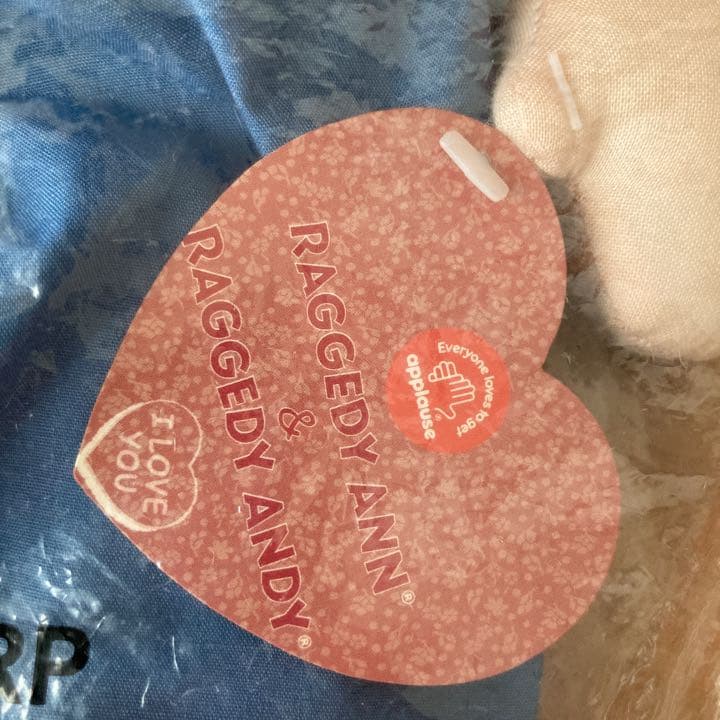 Everyone loves to get
applause®
RAGGEDY ANN®
&
RAGGEDY ANDY®
I LOVE
YOU
RP